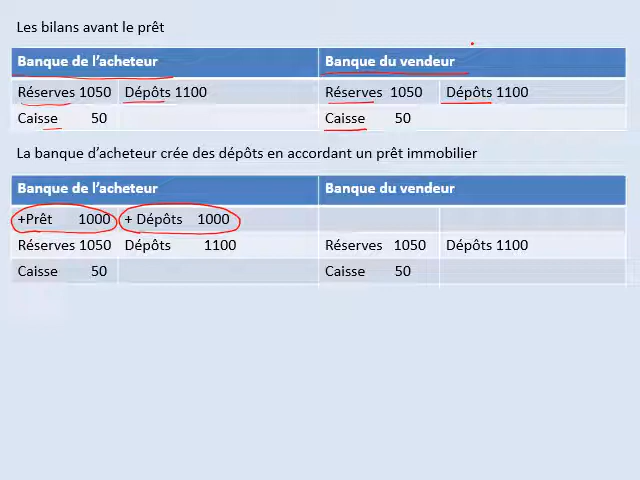 Les bilans avant le prêt
Banque de l'acheteur Banque du vendeur
Réserves 1050 Dépôts 1100 Réserves 1050 Dépôts 1100
Caisse 50 Caisse 50
La banque d'acheteur crée des dépôts en accordant un prêt immobilier
Banque de l'acheteur Banque du vendeur
+Prêt 1000 + Dépôts 1000
Réserves 1050 Dépôts 1100 Réserves 1050 Dépôts 1100
Caisse 50 Caisse 50